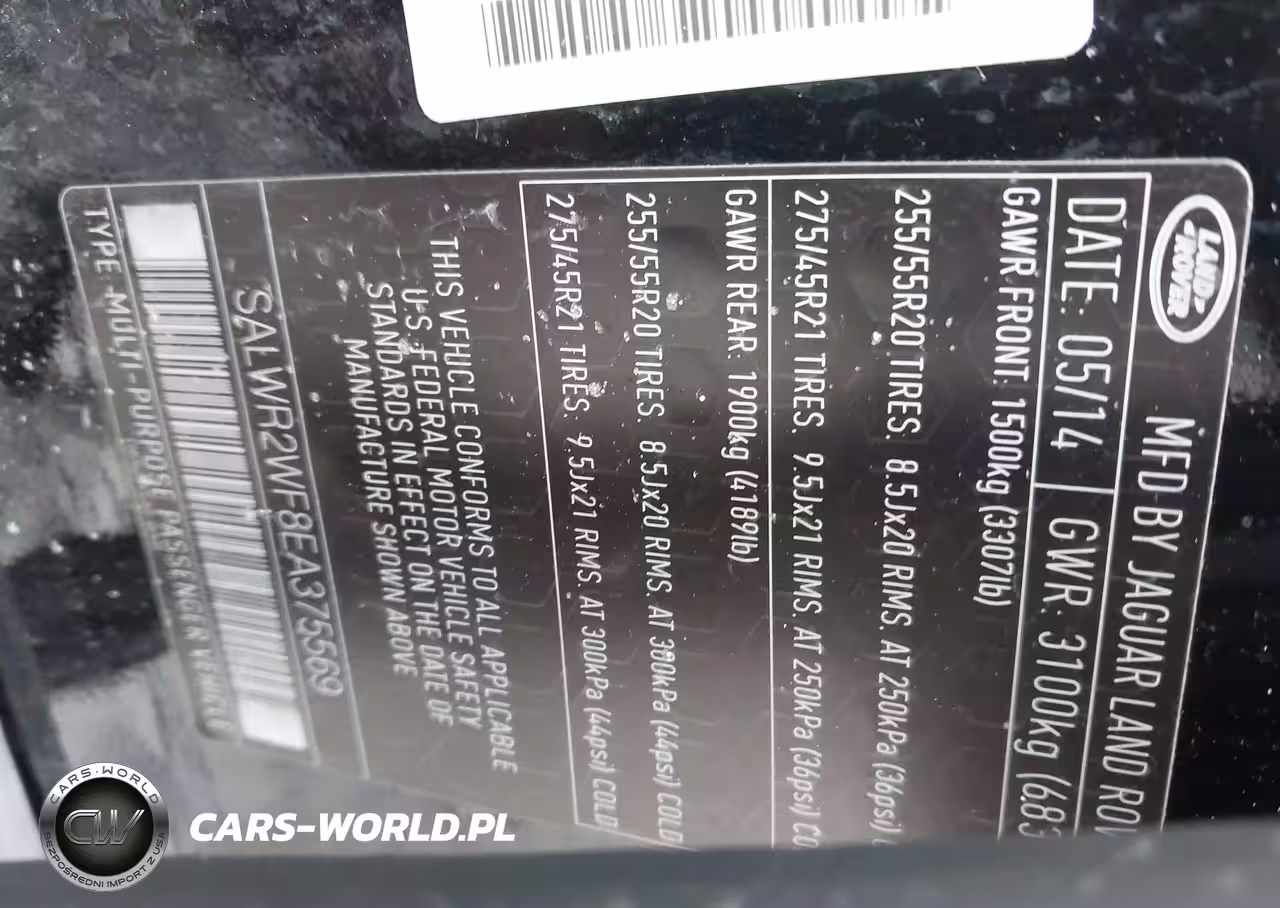 LAND-
ROVER
MFD BY JAGUAR LAND ROV
DATE: 05/14 GWR: 3100kg (683
GAWR FRONT: 1500kg (3307lb)
255/55R20 TIRES. 8.5Jx20 RIMS. AT 250kPa (36psi)
275/45R21 TIRES. 9.5Jx21 RIMS. AT 250kPa (36psi) CO
GAWR REAR: 1900kg (4189lb)
255/55R20 TIRES. 8.5Jx20 RIMS. AT 300kPa (44psi) COLD
275/45R21 TIRES. 9.5Jx21 RIMS. AT 300kPa (44psi) COLD
THIS VEHICLE CONFORMS TO ALL APPLICABLE
U.S. FEDERAL MOTOR VEHICLE SAFETY
STANDARDS IN EFFECT ON THE DATE OF
MANUFACTURE SHOWN ABOVE
SALWR2WF8EA375569
TYPE MULTI-PURPOSE PASSENGER VEHICLE
CARS-WORLD
CW
BEZPOŚREDNI IMPORT Z USA
CARS-WORLD.PL